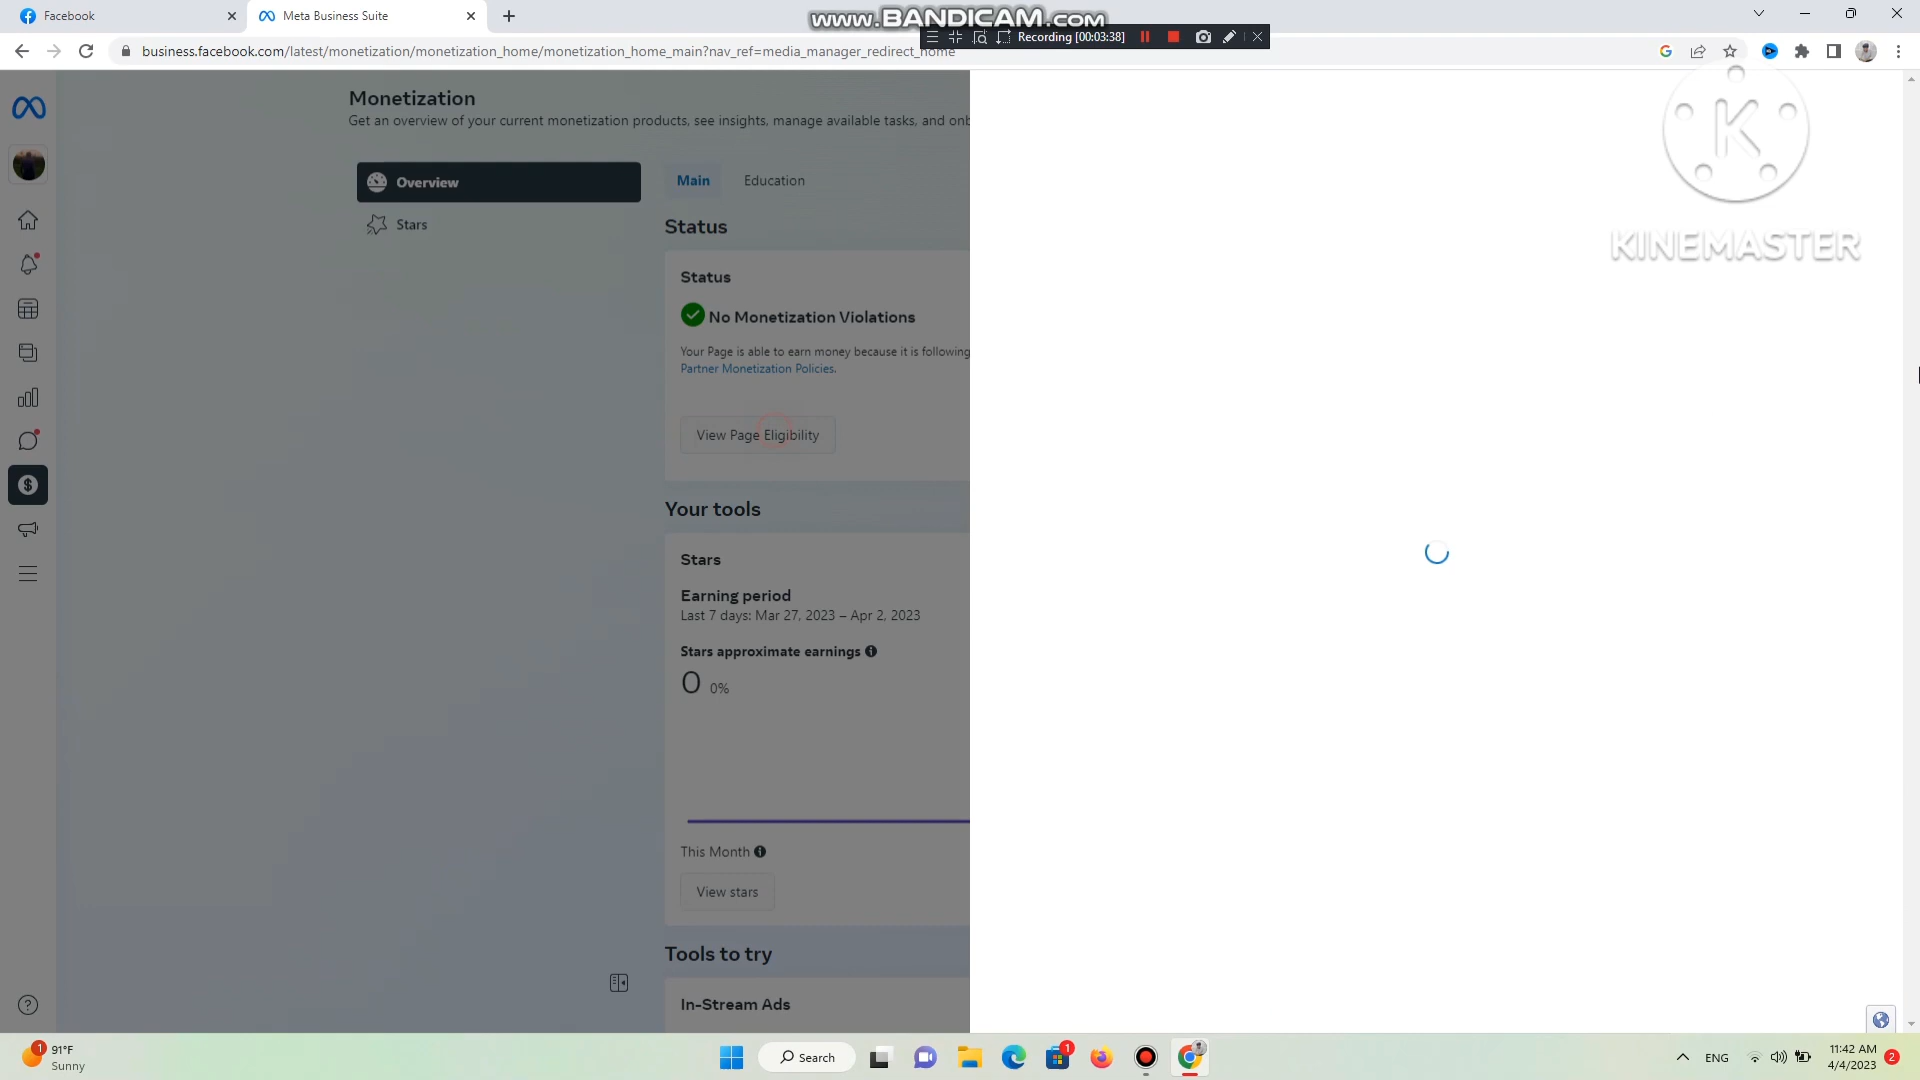 Facebook
Meta Business Suite
www.BANDICAM.com
Recording [00:03:38]
business.facebook.com/latest/monetization/monetization_home/monetization_home_main?nav_ref=media_manager_redirect_home
KINEMASTER
Monetization
Get an overview of your current monetization products, see insights, manage available tasks, and onb
Overview
Stars
Main
Education
Status
Status
No Monetization Violations
Your Page is able to earn money because it is following
Partner Monetization Policies.
View Page Eligibility
Your tools
Stars
Earning period
Last 7 days: Mar 27, 2023 – Apr 2, 2023
Stars approximate earnings
0 0%
This Month
View stars
Tools to try
In-Stream Ads
1
91°F
Sunny
Search
1
ENG
11:42 AM
4/4/2023
2